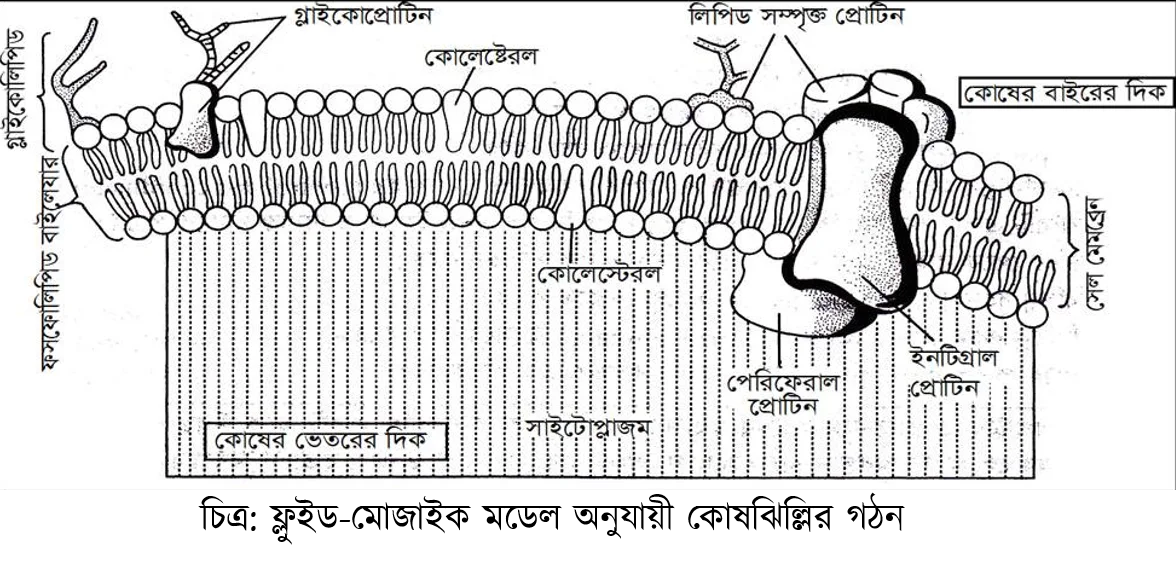 গ্লাইকোপ্রোটিন
লিপিড সম্পৃক্ত প্রোটিন
গ্লাইকোলিপিড
কোলেষ্টেরল
কোষের বাইরের দিক
ফসফোলিপিড বাইলেয়ার
সেল মেমব্রেন
কোলেস্টেরল
ইনটিগ্রাল
প্রোটিন
পেরিফেরাল
প্রোটিন
সাইটোপ্লাজম
কোষের ভেতরের দিক
চিত্র: ফ্লুইড-মোজাইক মডেল অনুযায়ী কোষঝিল্লির গঠন